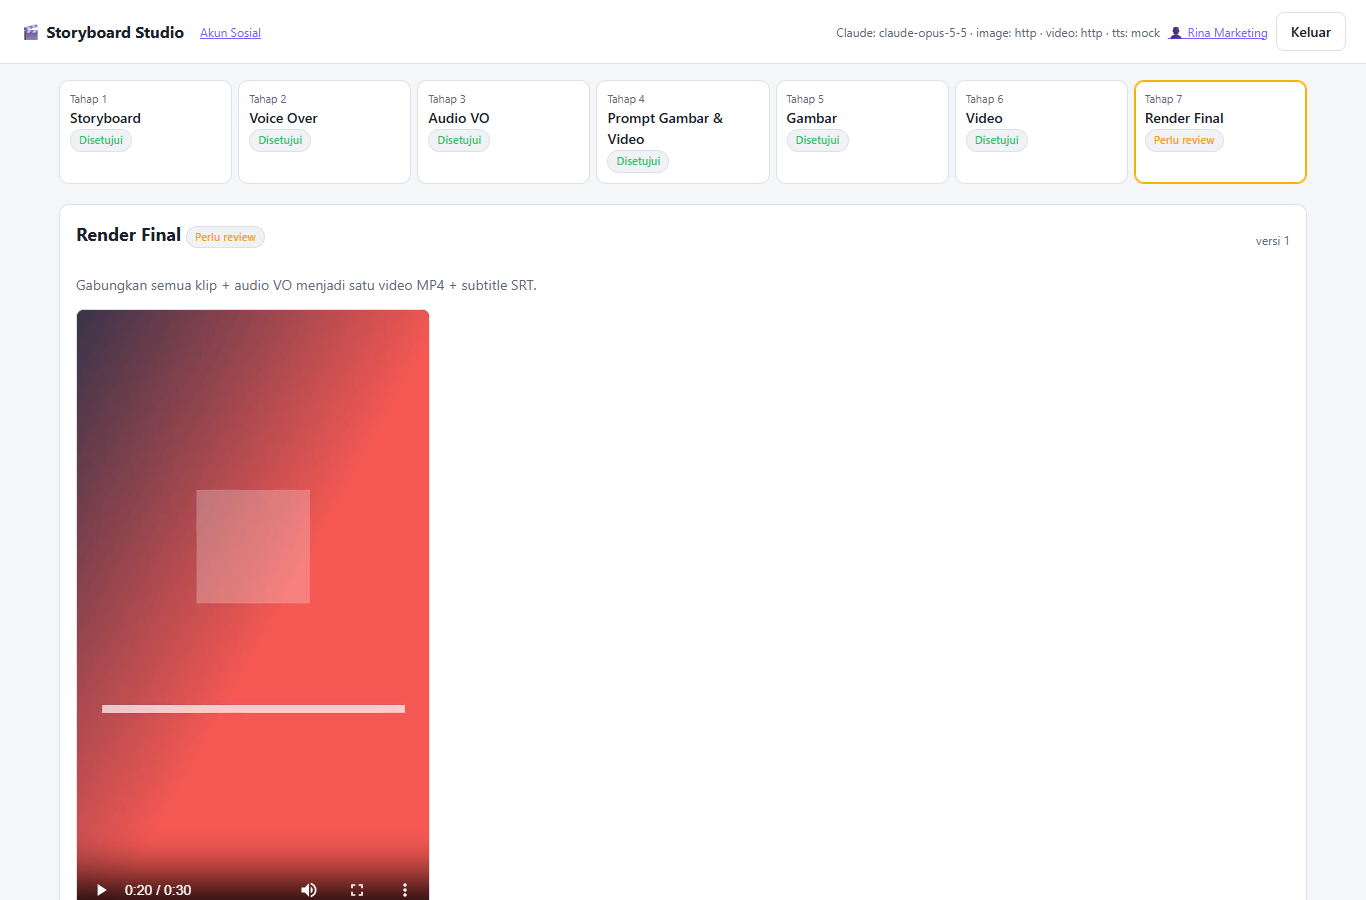 Storyboard Studio
Akun Sosial
Claude: claude-opus-5-5 · image: http · video: http · tts: mock
Rina Marketing
Keluar
Tahap 1
Storyboard
Disetujui
Tahap 2
Voice Over
Disetujui
Tahap 3
Audio VO
Disetujui
Tahap 4
Prompt Gambar &
Video
Disetujui
Tahap 5
Gambar
Disetujui
Tahap 6
Video
Disetujui
Tahap 7
Render Final
Perlu review
Render Final
Perlu review
versi 1
Gabungkan semua klip + audio VO menjadi satu video MP4 + subtitle SRT.
0:20 / 0:30